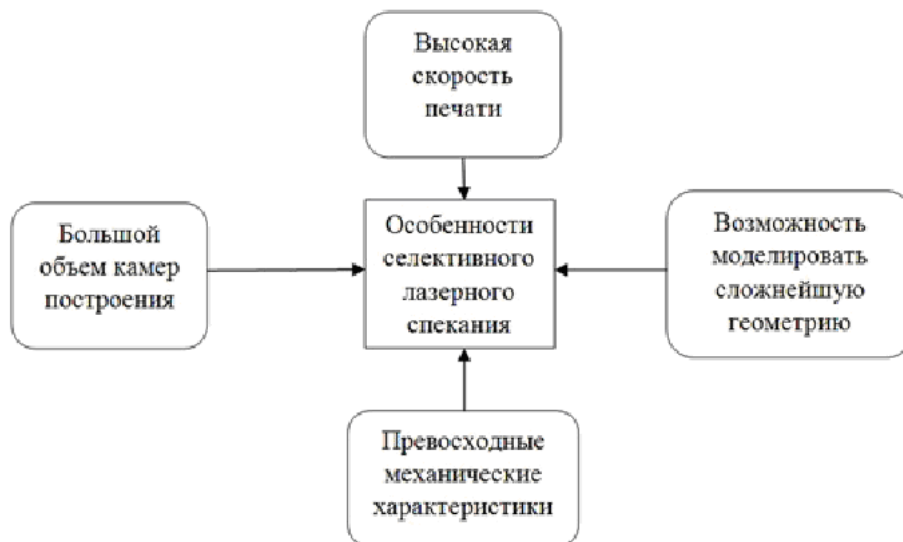 Высокая
скорость
печати
Большой
объем камер
построения
Особенности
селективного
лазерного
спекания
Возможность
моделировать
сложнейшую
геометрию
Превосходные
механические
характеристики